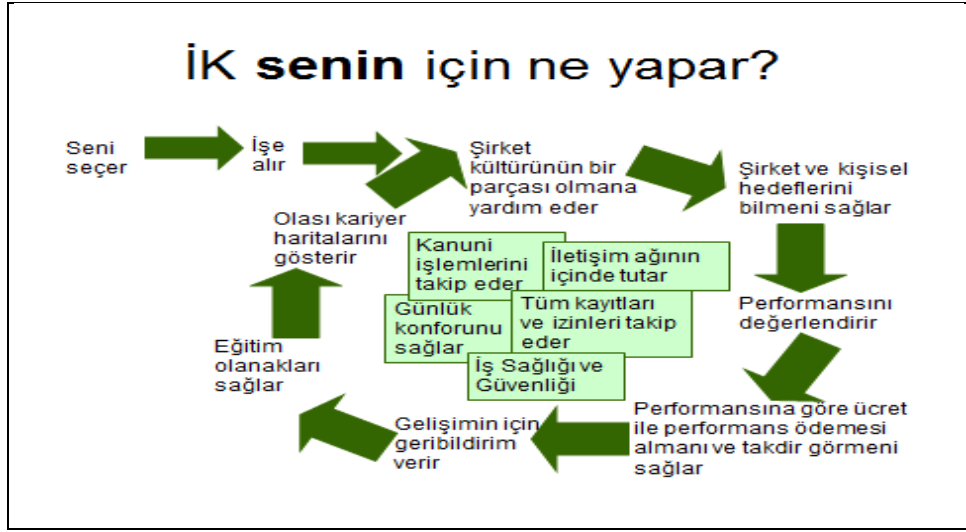 İK senin için ne yapar?
Seni
seçer
İşe
alır
Şirket
kültürünün bir
parçası olmana
yardım eder
Şirket ve kişisel
hedeflerini
bilmeni sağlar
Performansını
değerlendirir
Performansına göre ücret
ile performans ödemesi
almanı ve takdir görmeni
sağlar
Gelişimin için
geribildirim
verir
Eğitim
olanakları
sağlar
Olası kariyer
haritalarını
gösterir
Kanuni
işlemlerini
takip eder
İletişim ağının
içinde tutar
Günlük
konforunu
sağlar
Tüm kayıtları
ve izinleri takip
eder
İş Sağlığı ve
Güvenliği